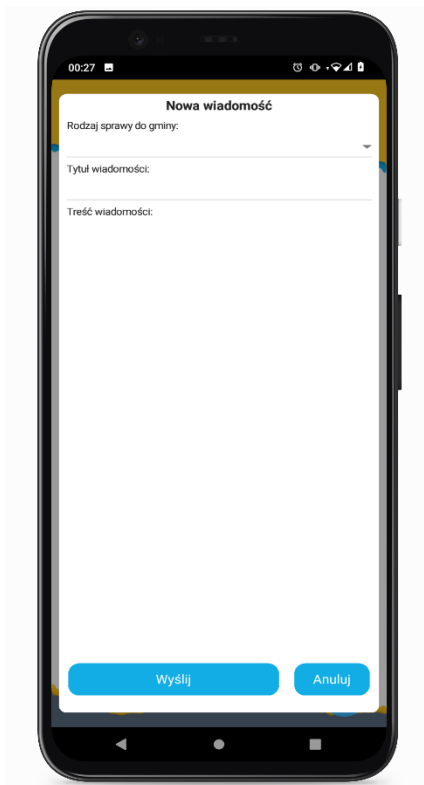 00:27
Nowa wiadomość
Rodzaj sprawy do gminy:
Tytuł wiadomości:
Treść wiadomości:
Wyślij Anuluj